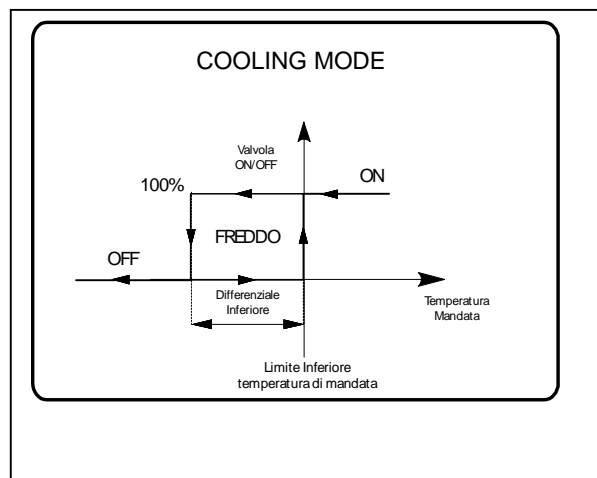 COOLING MODE
Valvola
ON/OFF
100%
ON
FREDDO
OFF
Differenziale
Inferiore
Temperatura
Mandata
Limite Inferiore
temperatura di mandata